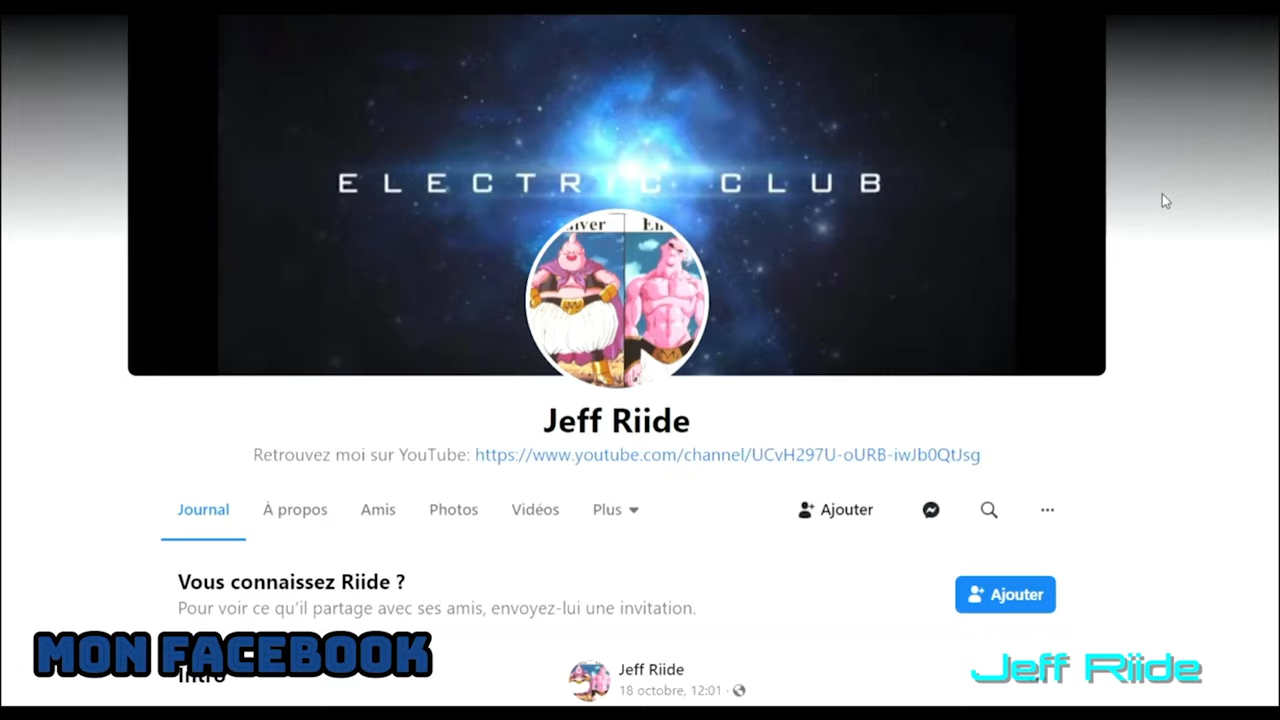 ELECTRIC CLUB
Jeff Riide
Retrouvez moi sur YouTube: https://www.youtube.com/channel/UCvH297U-oURB-iwJb0QtJsg
Journal À propos Amis Photos Vidéos Plus Ajouter ...
Vous connaissez Riide ?
Ajouter
Pour voir ce qu'il partage avec ses amis, envoyez-lui une invitation.
MON FACEBOOK
Intro
Jeff Riide
18 octobre, 12:01 ·
Jeff Riide